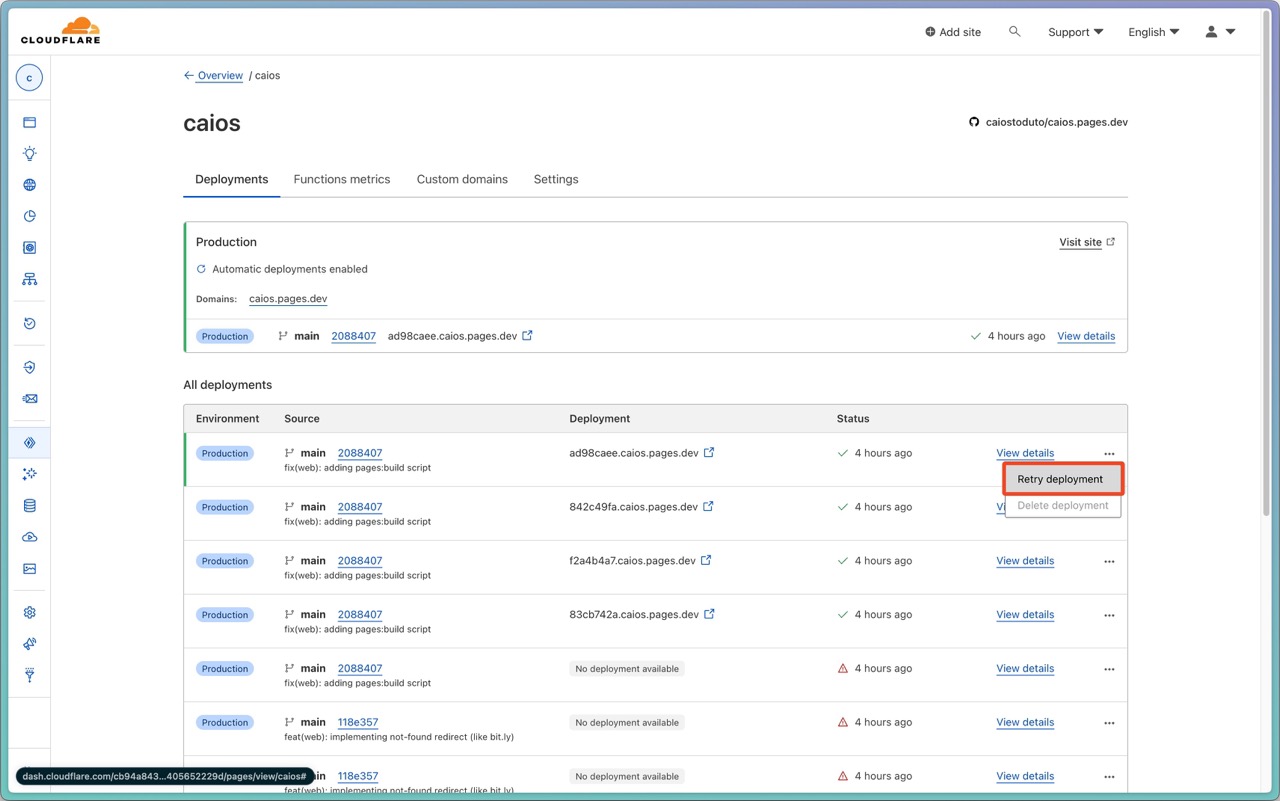 CLOUDFLARE
Add site
Support
English
c
Overview / caios
caios
caiostoduto/caios.pages.dev
Deployments Functions metrics Custom domains Settings
Production
Visit site
Automatic deployments enabled
Domains: caios.pages.dev
Production main 2088407 ad98caee.caios.pages.dev 4 hours ago View details
All deployments
Environment Source Deployment Status
Production main 2088407 ad98caee.caios.pages.dev 4 hours ago View details ...
fix(web): adding pages:build script
Retry deployment
Delete deployment
Production main 2088407 842c49fa.caios.pages.dev 4 hours ago Vi
fix(web): adding pages:build script
Production main 2088407 f2a4b4a7.caios.pages.dev 4 hours ago View details ...
fix(web): adding pages:build script
Production main 2088407 83cb742a.caios.pages.dev 4 hours ago View details ...
fix(web): adding pages:build script
Production main 2088407 No deployment available 4 hours ago View details ...
fix(web): adding pages:build script
Production main 118e357 No deployment available 4 hours ago View details ...
feat(web): implementing not-found redirect (like bit.ly)
in 118e357 No deployment available 4 hours ago View details ...
dash.cloudflare.com/cb94a843...405652229d/pages/view/caios#
feat(web): implementing not-found redirect (like bit.ly)